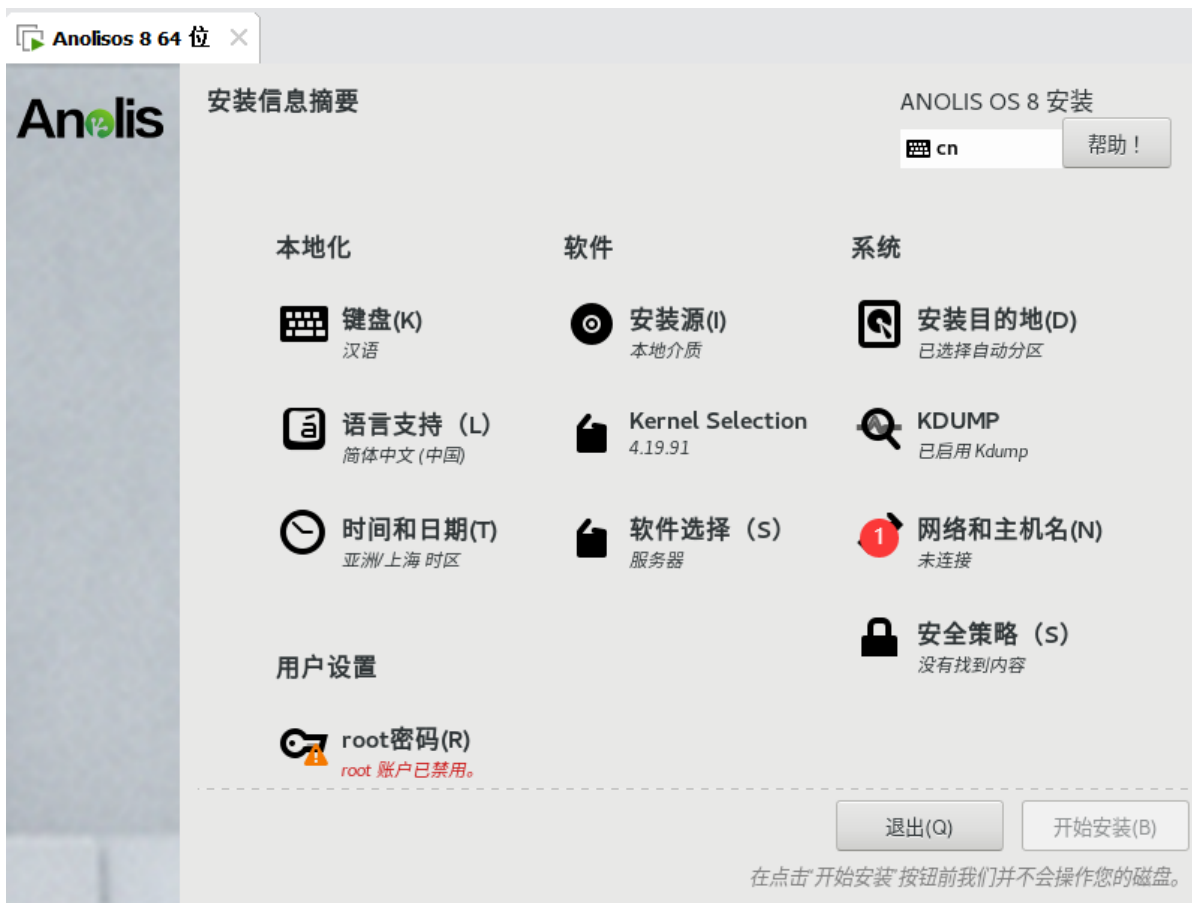 Anolisos 8 64 位
Anolis
安装信息摘要
ANOLIS OS 8 安装
cn
帮助！
本地化
软件
系统
键盘(K)
汉语
安装源(I)
本地介质
安装目的地(D)
已选择自动分区
语言支持（L）
简体中文 (中国)
Kernel Selection
4.19.91
KDUMP
已启用 Kdump
时间和日期(T)
亚洲/上海 时区
软件选择（S）
服务器
1
网络和主机名(N)
未连接
安全策略（S）
没有找到内容
用户设置
root密码(R)
root 账户已禁用。
退出(Q)
开始安装(B)
在点击'开始安装'按钮前我们并不会操作您的磁盘。